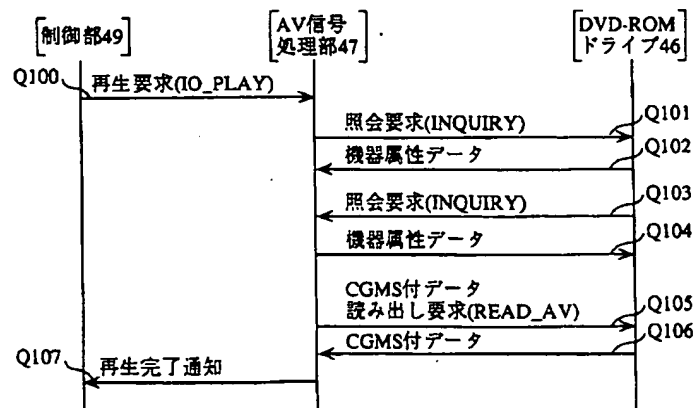 制御部49
AV信号
処理部47
DVD-ROM
ドライブ46
Q100
再生要求(IO_PLAY)
照会要求(INQUIRY)
Q101
機器属性データ
Q102
照会要求(INQUIRY)
Q103
機器属性データ
Q104
CGMS付データ
読み出し要求(READ_AV)
Q105
CGMS付データ
Q106
Q107
再生完了通知